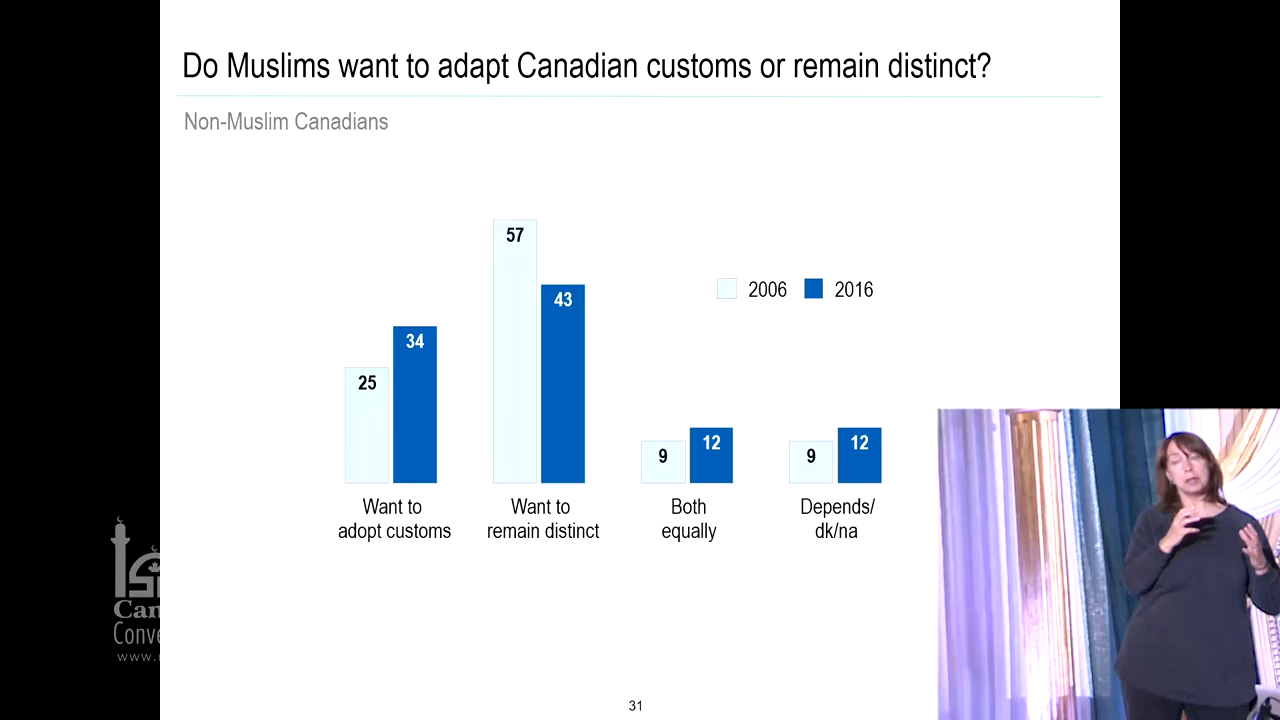 Do Muslims want to adapt Canadian customs or remain distinct?
Non-Muslim Canadians
57
43
34
25
9
12
9
12
2006
2016
Want to
adopt customs
Want to
remain distinct
Both
equally
Depends/
dk/na
31